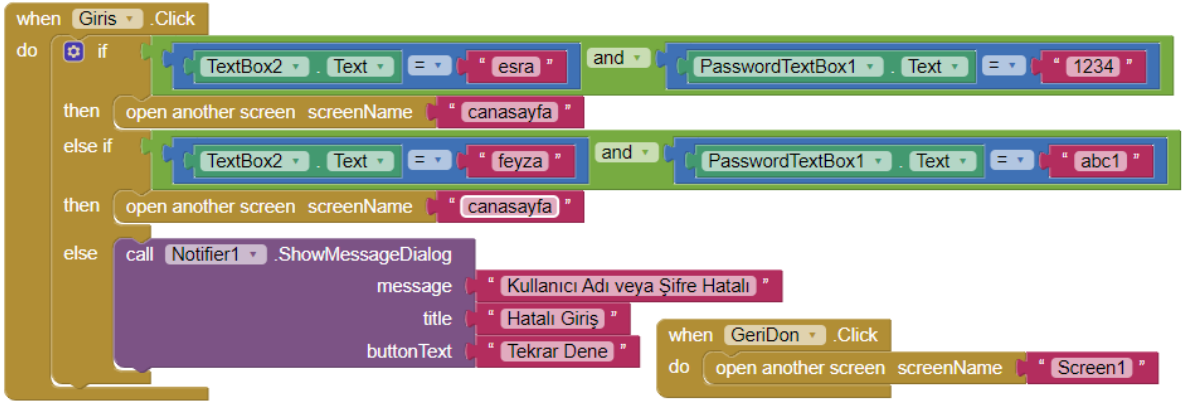 when Giris .Click
do if TextBox2 . Text = " esra " and PasswordTextBox1 . Text = " 1234 "
then open another screen screenName " canasayfa "
else if TextBox2 . Text = " feyza " and PasswordTextBox1 . Text = " abc1 "
then open another screen screenName " canasayfa "
else call Notifier1 .ShowMessageDialog
message " Kullanıcı Adı veya Şifre Hatalı "
title " Hatalı Giriş "
buttonText " Tekrar Dene "
when GeriDon .Click
do open another screen screenName " Screen1 "